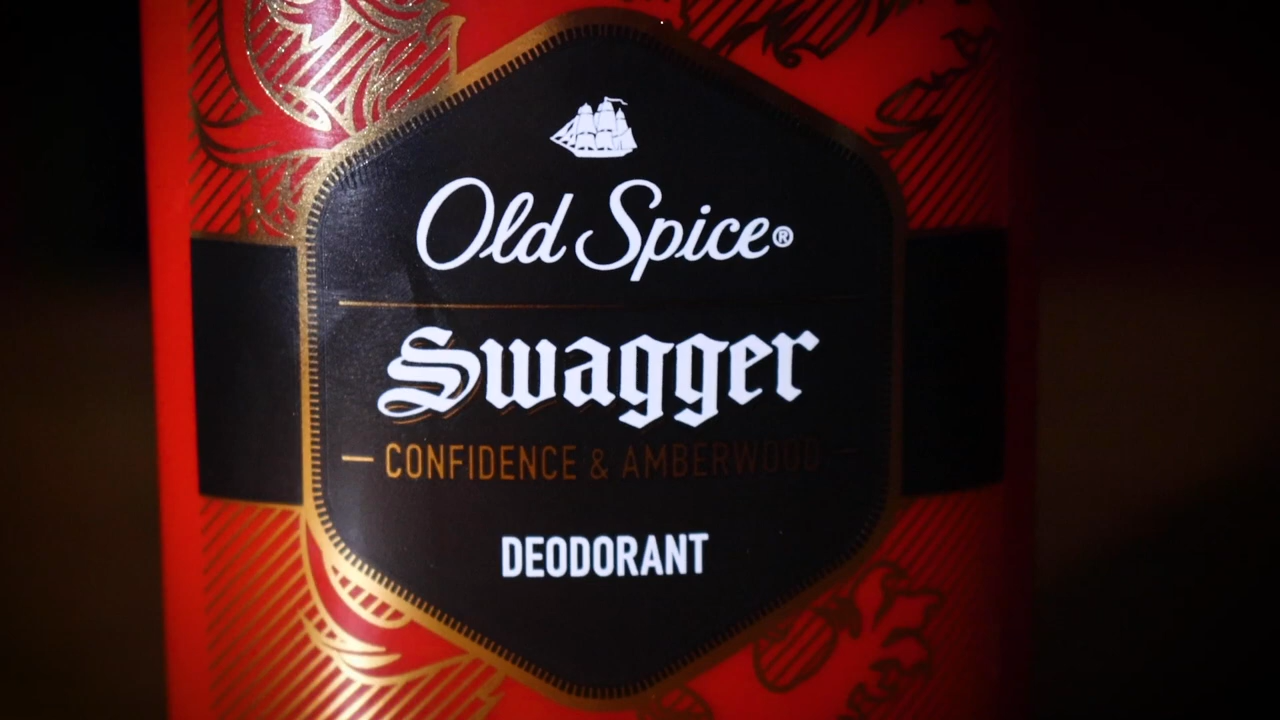 Old Spice®
Swagger
— CONFIDENCE & AMBERWOOD —
DEODORANT